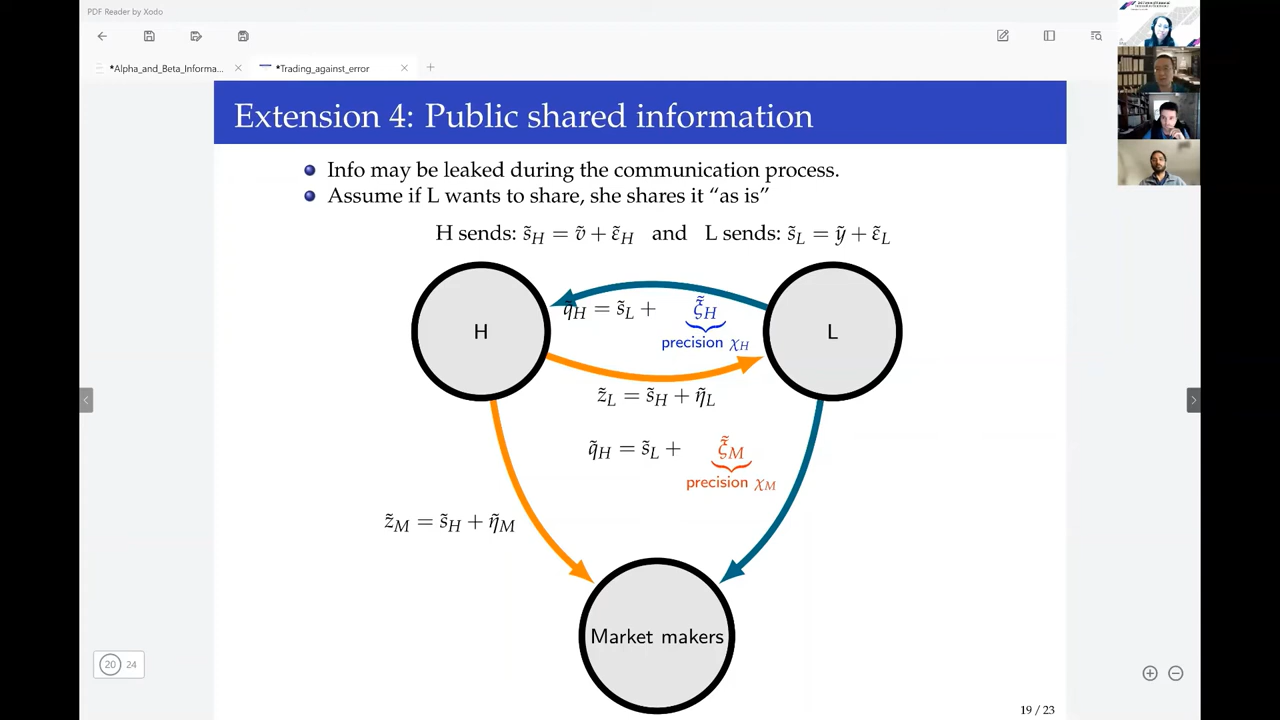 PDF Reader by Xodo
*Alpha_and_Beta_Informa...
*Trading_against_error
Extension 4: Public shared information
Info may be leaked during the communication process.
Assume if L wants to share, she shares it “as is”
H sends: s̃_H = ṽ + ε̃_H and L sends: s̃_L = ỹ + ε̃_L
q̃_H = s̃_L + ξ̃_H
precision χ_H
H
L
z̃_L = s̃_H + η̃_L
q̃_H = s̃_L + ξ̃_M
precision χ_M
z̃_M = s̃_H + η̃_M
Market makers
20 24
19 / 23